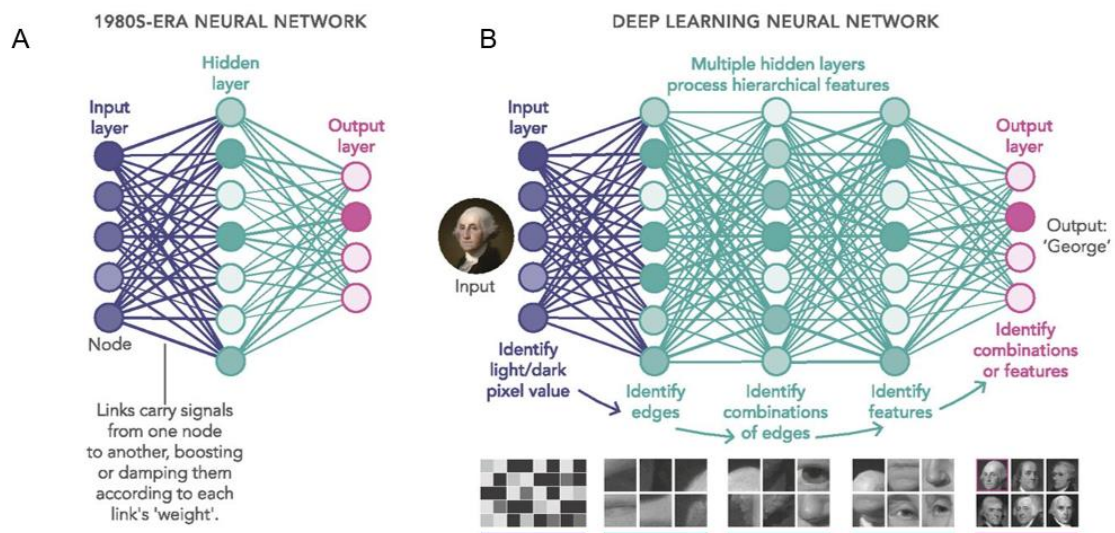 A
1980S-ERA NEURAL NETWORK
Hidden
layer
Input
layer
Output
layer
Node
Links carry signals
from one node
to another, boosting
or damping them
according to each
link's 'weight'.
B
DEEP LEARNING NEURAL NETWORK
Multiple hidden layers
process hierarchical features
Input
layer
Output
layer
Input
Output:
'George'
Identify
light/dark
pixel value
Identify
edges
Identify
combinations
of edges
Identify
features
Identify
combinations
or features